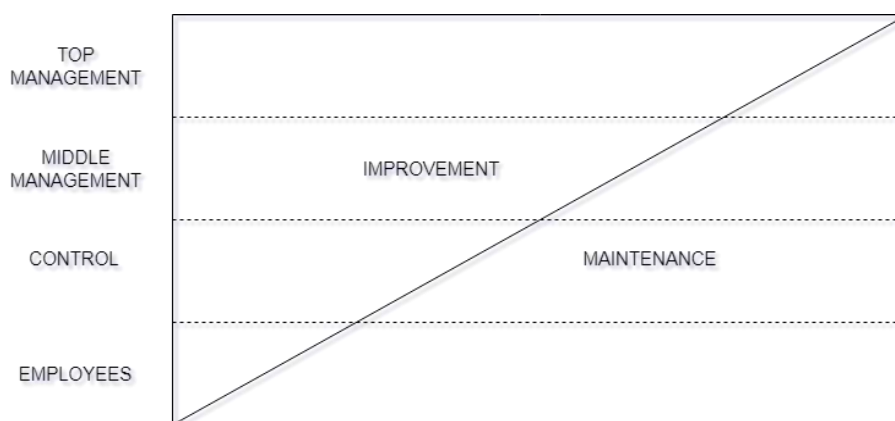 TOP
MANAGEMENT
MIDDLE
MANAGEMENT
IMPROVEMENT
CONTROL
MAINTENANCE
EMPLOYEES